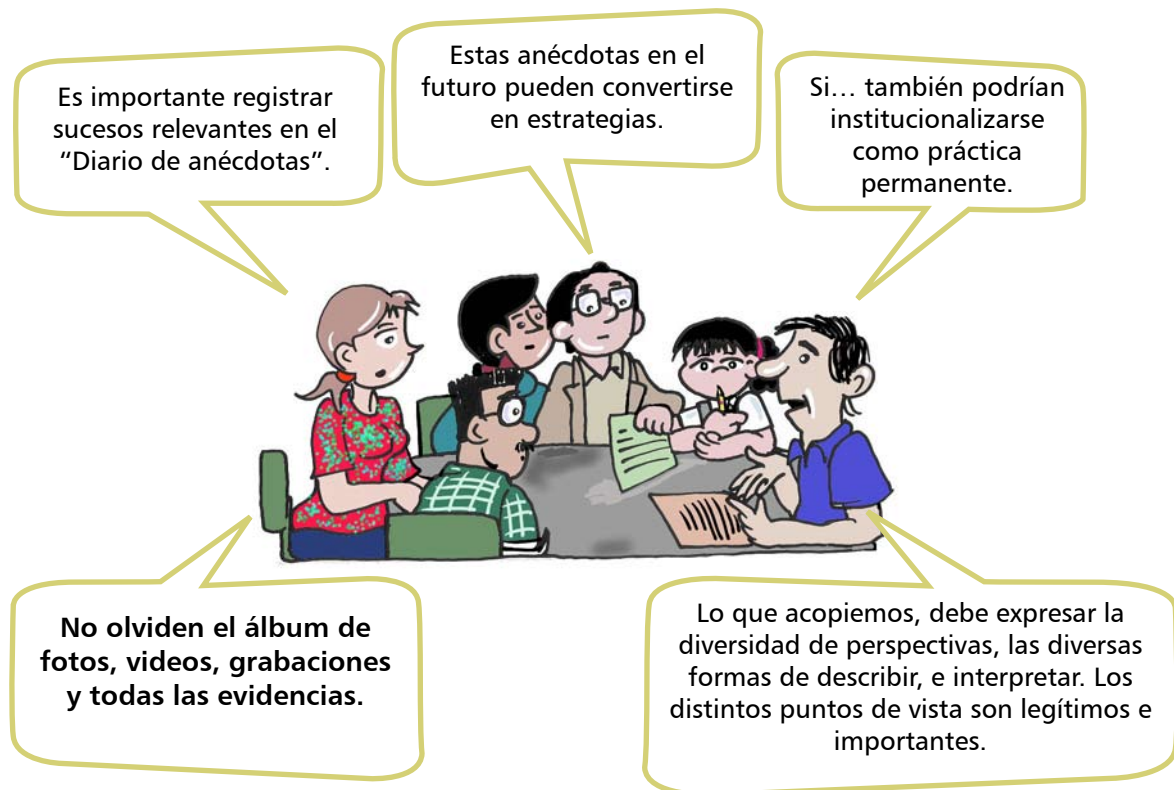 Es importante registrar
sucesos relevantes en el
“Diario de anécdotas”.
Estas anécdotas en el
futuro pueden convertirse
en estrategias.
Si… también podrían
institucionalizarse
como práctica
permanente.
No olviden el álbum de
fotos, videos, grabaciones
y todas las evidencias.
Lo que acopiemos, debe expresar la
diversidad de perspectivas, las diversas
formas de describir, e interpretar. Los
distintos puntos de vista son legítimos e
importantes.